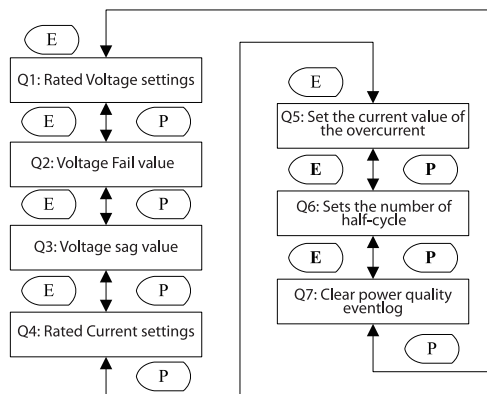 E
Q1: Rated Voltage settings
E P
Q2: Voltage Fail value
E P
Q3: Voltage sag value
E P
Q4: Rated Current settings
P
E
Q5: Set the current value of
the overcurrent
E P
Q6: Sets the number of
half-cycle
E P
Q7: Clear power quality
eventlog
P